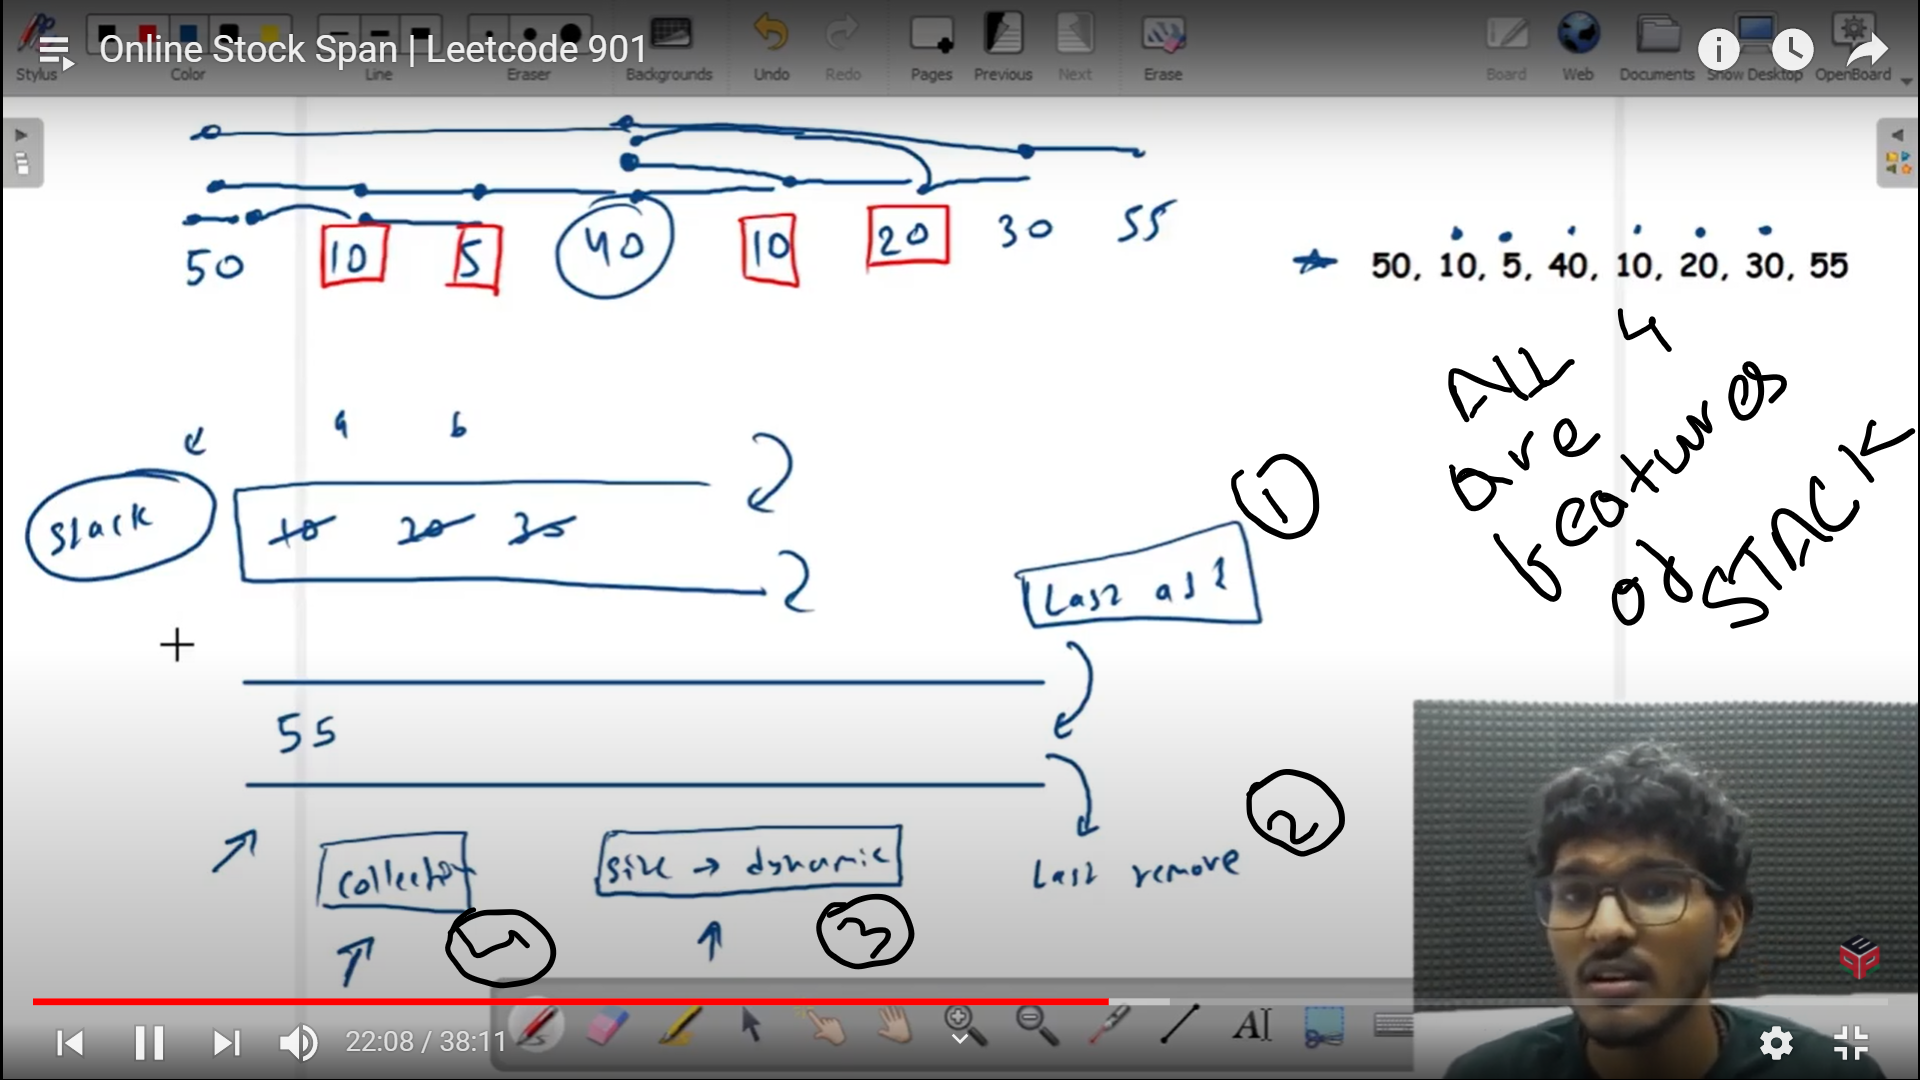 Online Stock Span | Leetcode 901
Stylus Color Line Eraser Backgrounds Undo Redo Pages Previous Next Erase Board Web Documents Show Desktop OpenBoard
50 10 5 40 10 20 30 55
50, 10, 5, 40, 10, 20, 30, 55
ALL 4
are
features
of
STACK
a b
Stack
10 20 30
1
Last add
55
2
Last remove
collection
size → dynamic
4
3
22:08 / 38:11